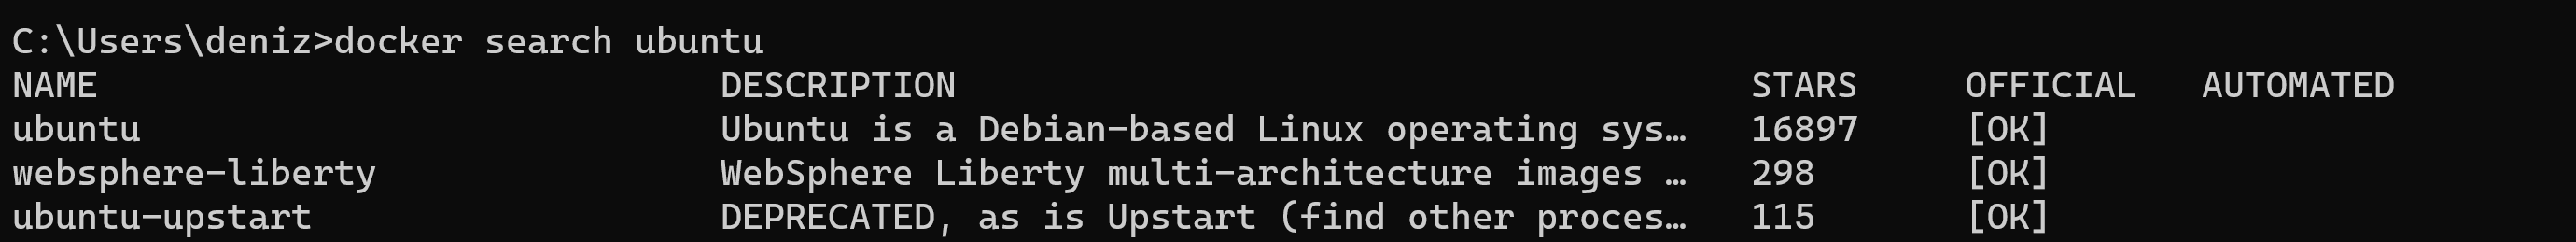 C:\Users\deniz>docker search ubuntu
NAME DESCRIPTION STARS OFFICIAL AUTOMATED
ubuntu Ubuntu is a Debian-based Linux operating sys… 16897 [OK]
websphere-liberty WebSphere Liberty multi-architecture images … 298 [OK]
ubuntu-upstart DEPRECATED, as is Upstart (find other proces… 115 [OK]